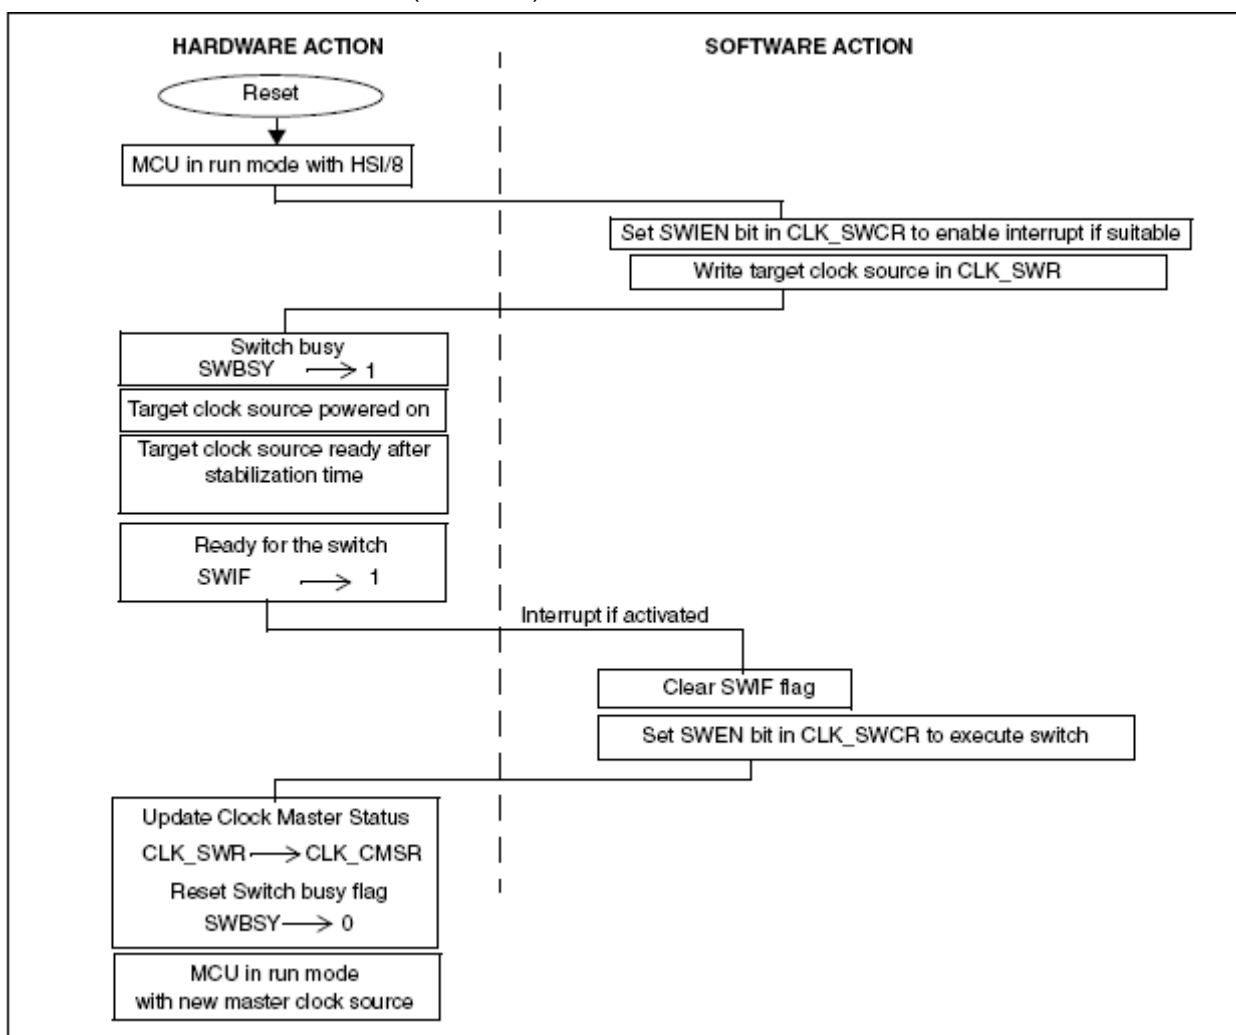 HARDWARE ACTION
SOFTWARE ACTION
Reset
MCU in run mode with HSI/8
Set SWIEN bit in CLK_SWCR to enable interrupt if suitable
Write target clock source in CLK_SWR
Switch busy
SWBSY → 1
Target clock source powered on
Target clock source ready after
stabilization time
Ready for the switch
SWIF → 1
Interrupt if activated
Clear SWIF flag
Set SWEN bit in CLK_SWCR to execute switch
Update Clock Master Status
CLK_SWR → CLK_CMSR
Reset Switch busy flag
SWBSY → 0
MCU in run mode
with new master clock source